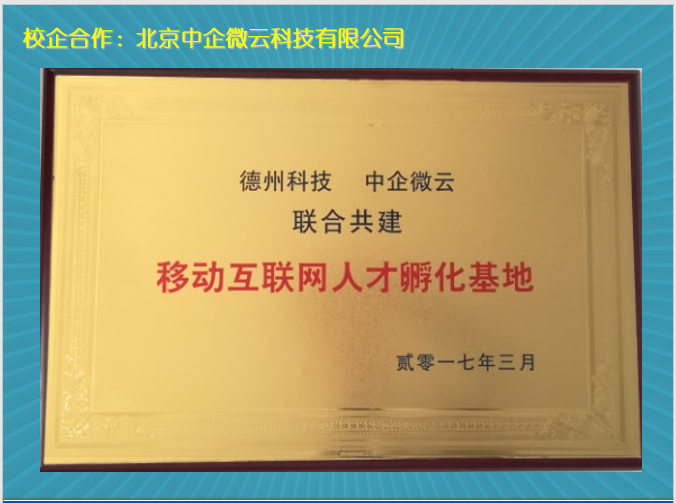 校企合作：北京中企微云科技有限公司
德州科技 中企微云
联合共建
移动互联网人才孵化基地
贰零一七年三月